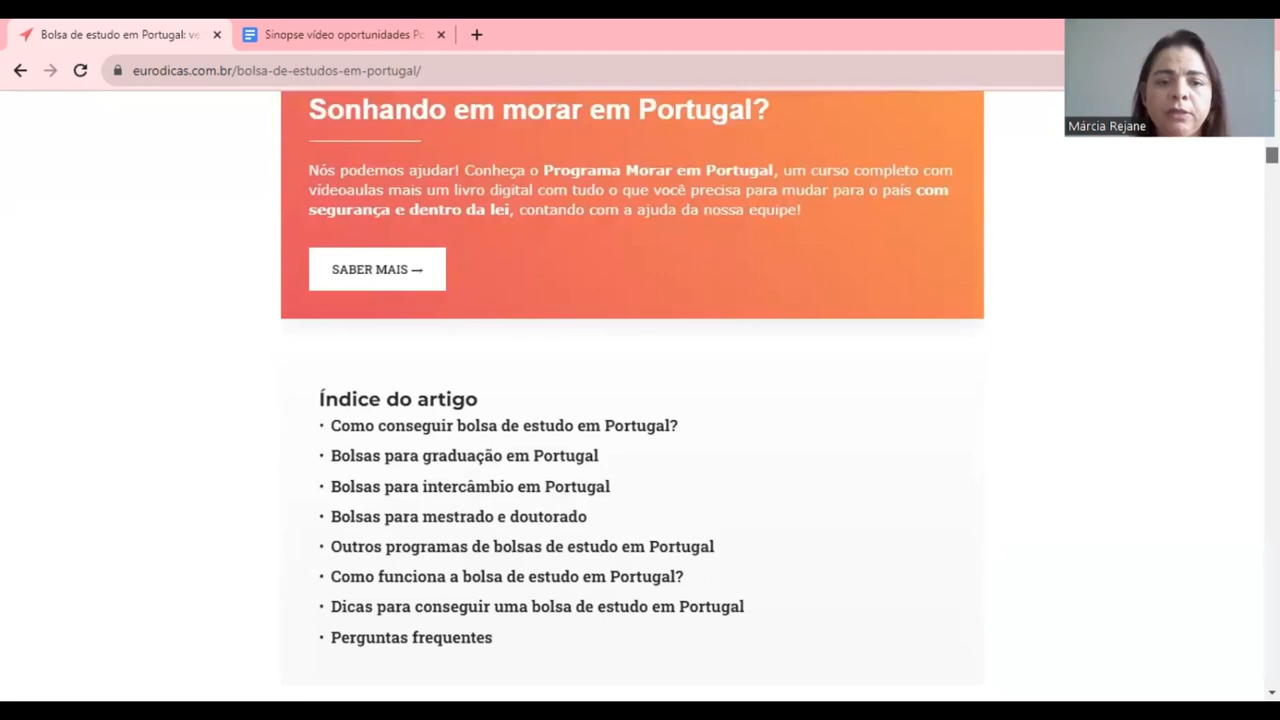 Bolsa de estudo em Portugal: ve
Sinopse vídeo oportunidades Po
eurodicas.com.br/bolsa-de-estudos-em-portugal/
Márcia Rejane
Sonhando em morar em Portugal?
Nós podemos ajudar! Conheça o Programa Morar em Portugal, um curso completo com
vídeoaulas mais um livro digital com tudo o que você precisa para mudar para o país com
segurança e dentro da lei, contando com a ajuda da nossa equipe!
SABER MAIS →
Índice do artigo
• Como conseguir bolsa de estudo em Portugal?
• Bolsas para graduação em Portugal
• Bolsas para intercâmbio em Portugal
• Bolsas para mestrado e doutorado
• Outros programas de bolsas de estudo em Portugal
• Como funciona a bolsa de estudo em Portugal?
• Dicas para conseguir uma bolsa de estudo em Portugal
• Perguntas frequentes